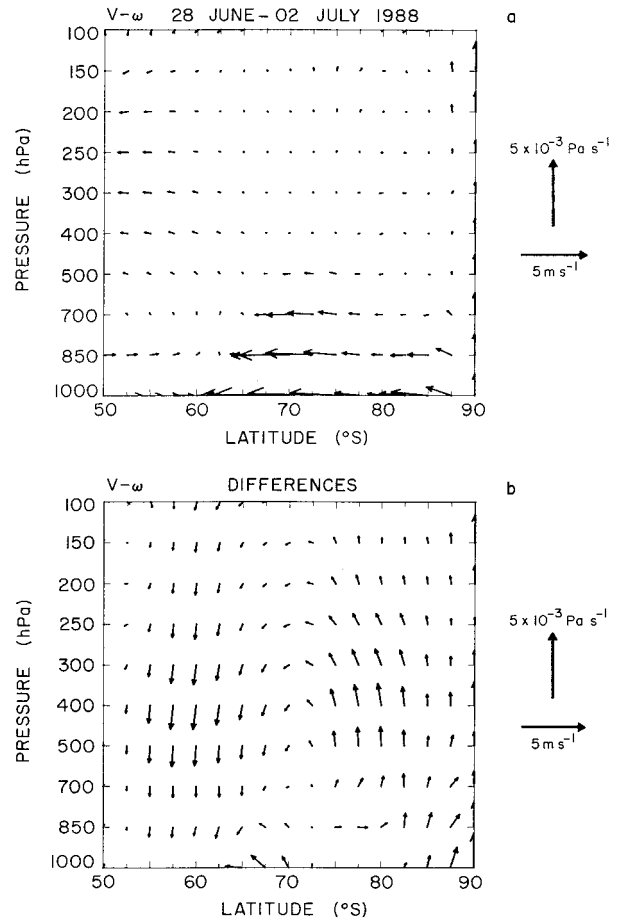 V-ω 28 JUNE-02 JULY 1988
a
100
150
200
250
300
400
500
700
850
1000
PRESSURE (hPa)
50 60 70 80 90
LATITUDE (°S)
5 x 10⁻³ Pa s⁻¹
5 m s⁻¹
V-ω DIFFERENCES
b
100
150
200
250
300
400
500
700
850
1000
PRESSURE (hPa)
50 60 70 80 90
LATITUDE (°S)
5 x 10⁻³ Pa s⁻¹
5 m s⁻¹